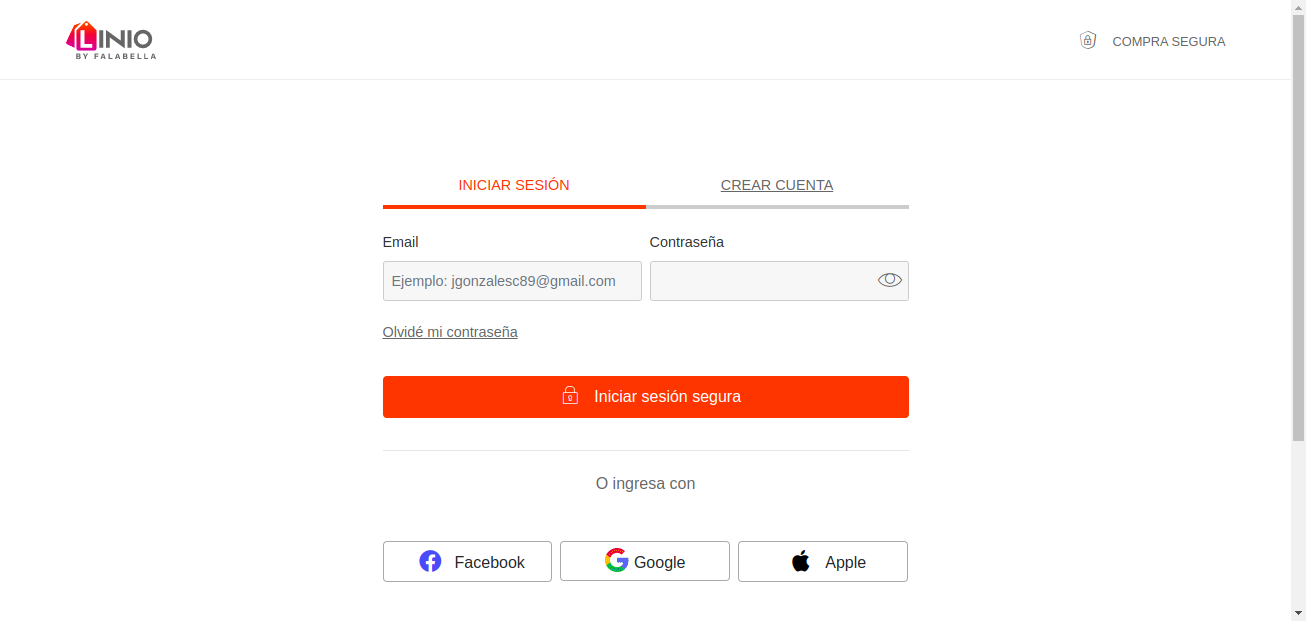 LINIO
BY FALABELLA
COMPRA SEGURA
INICIAR SESIÓN
CREAR CUENTA
Email
Contraseña
Ejemplo: jgonzalesc89@gmail.com
Olvidé mi contraseña
Iniciar sesión segura
O ingresa con
Facebook
Google
Apple